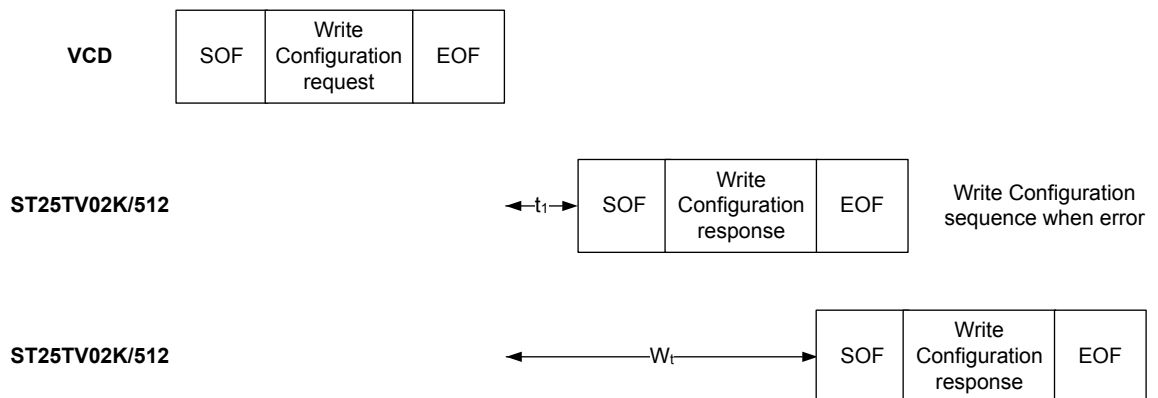 VCD
SOF
Write
Configuration
request
EOF
ST25TV02K/512
t1
SOF
Write
Configuration
response
EOF
Write Configuration
sequence when error
ST25TV02K/512
Wt
SOF
Write
Configuration
response
EOF